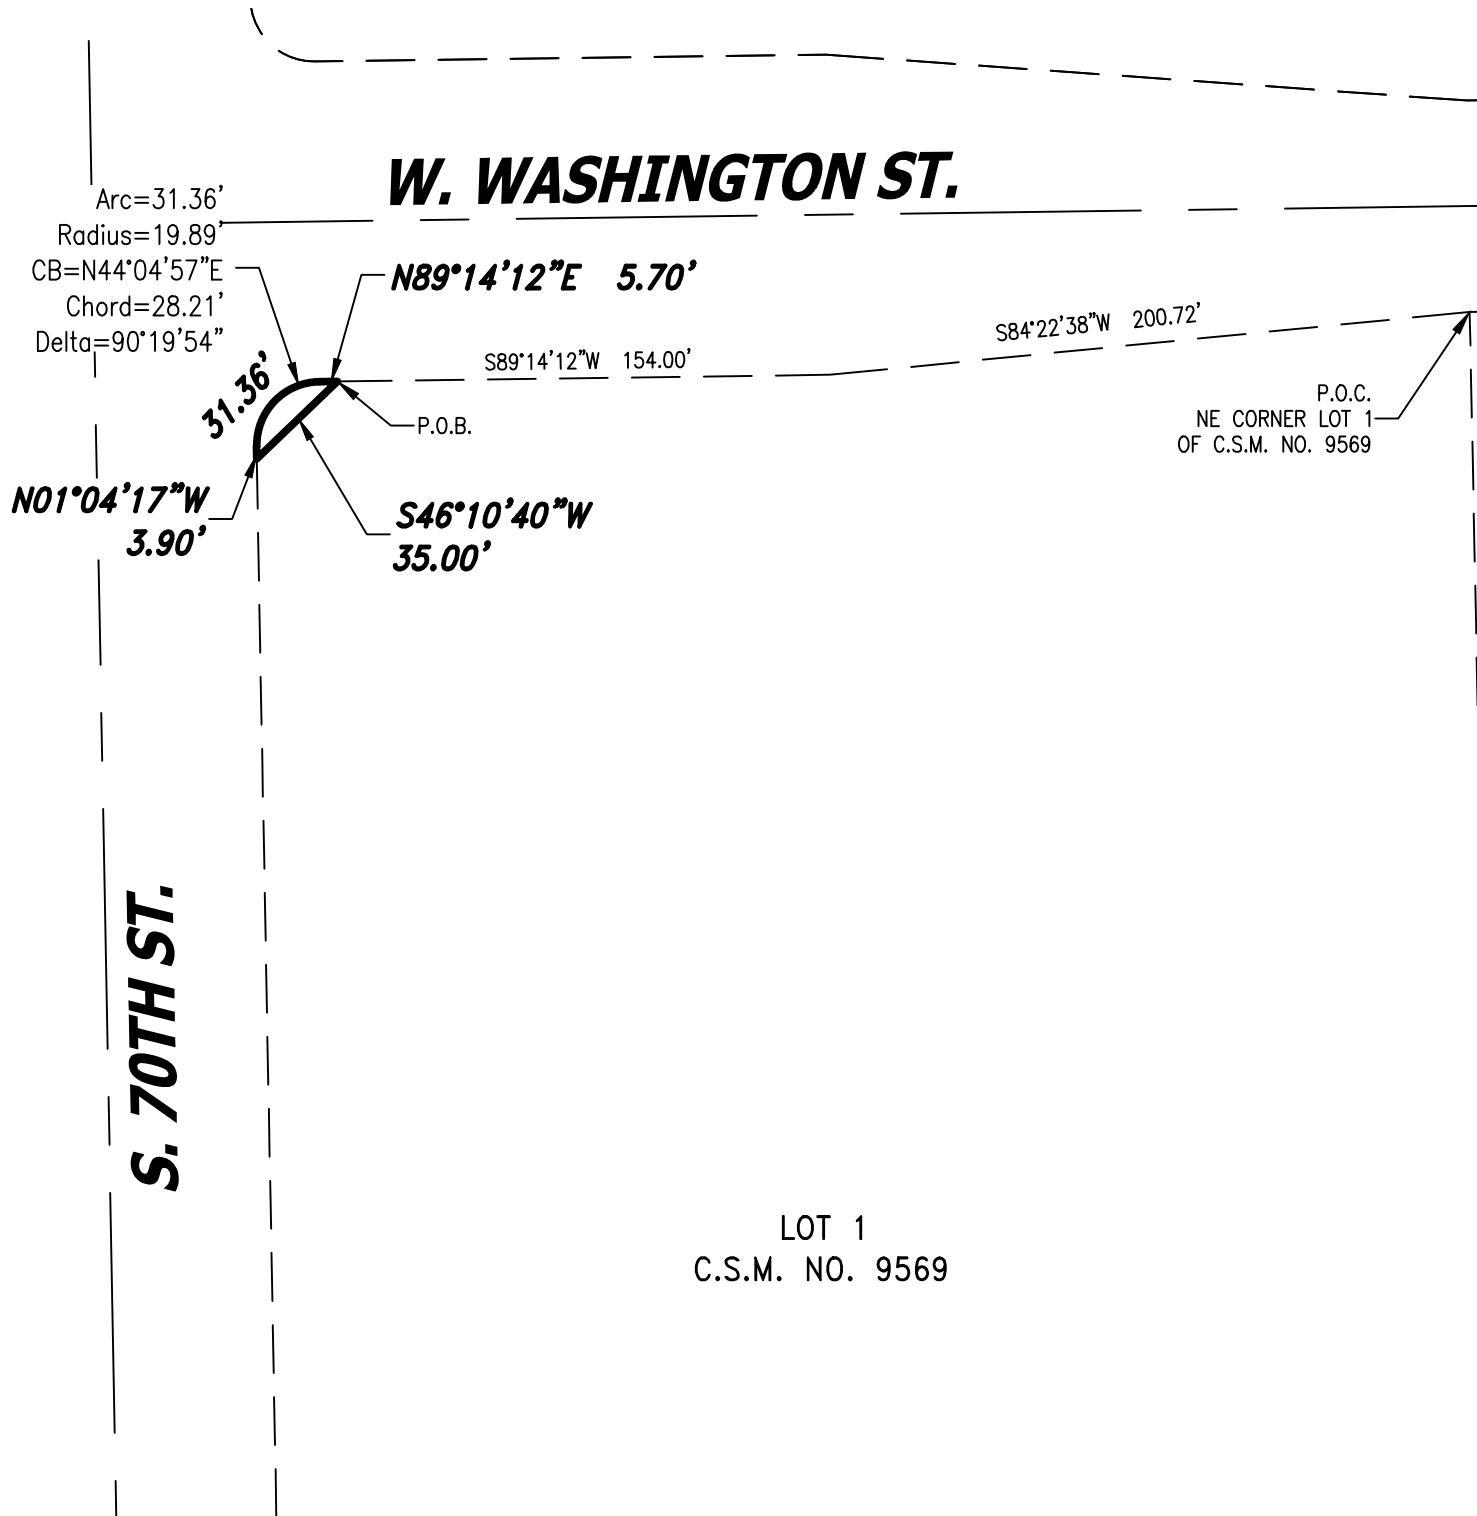 W. WASHINGTON ST.
Arc=31.36'
Radius=19.89'
CB=N44°04'57"E
Chord=28.21'
Delta=90°19'54"
N89°14'12"E 5.70'
S84°22'38"W 200.72'
S89°14'12"W 154.00'
31.36'
P.O.B.
P.O.C.
NE CORNER LOT 1
OF C.S.M. NO. 9569
N01°04'17"W
3.90'
S46°10'40"W
35.00'
S. 70TH ST.
LOT 1
C.S.M. NO. 9569